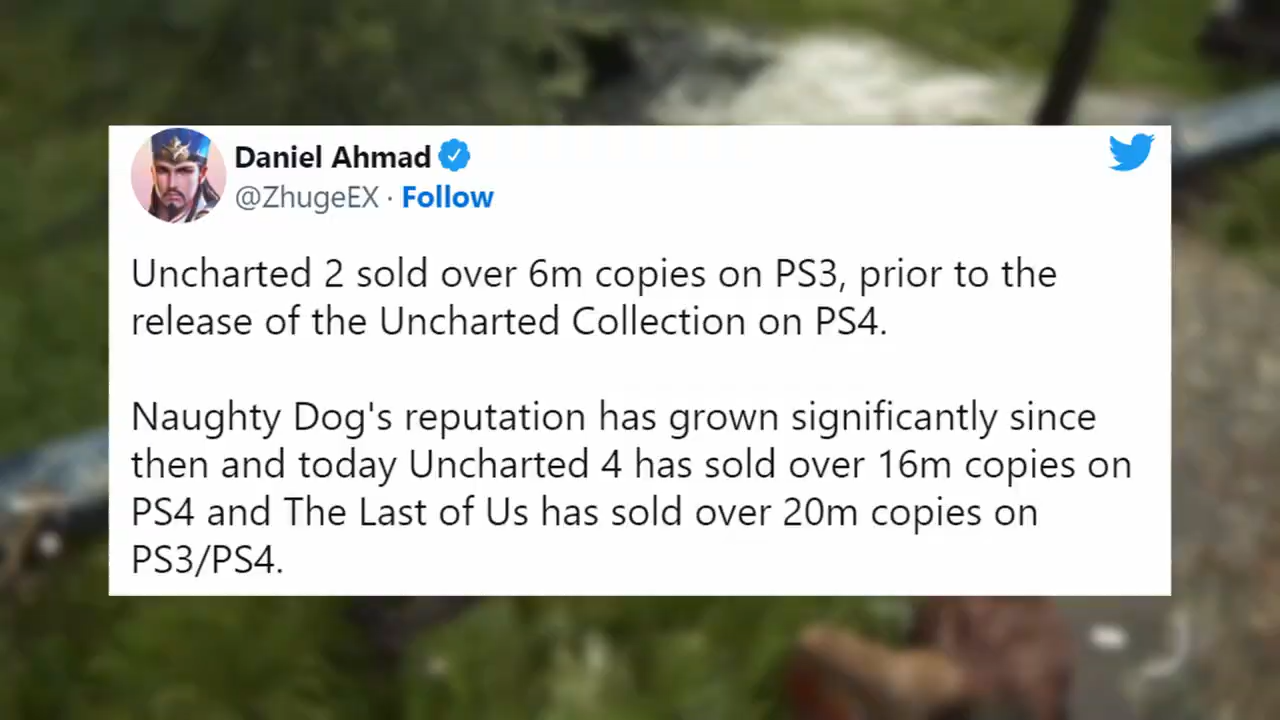 Daniel Ahmad
@ZhugeEX · Follow
Uncharted 2 sold over 6m copies on PS3, prior to the
release of the Uncharted Collection on PS4.
Naughty Dog's reputation has grown significantly since
then and today Uncharted 4 has sold over 16m copies on
PS4 and The Last of Us has sold over 20m copies on
PS3/PS4.